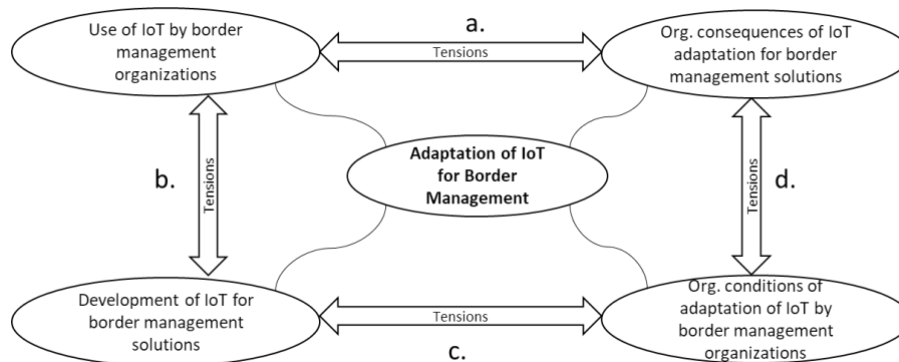 a.
Use of IoT by border
management
organizations
Tensions
Org. consequences of IoT
adaptation for border
management solutions
b.
Tensions
Adaptation of IoT
for Border
Management
Tensions
d.
Development of IoT for
border management
solutions
Tensions
c.
Org. conditions of
adaptation of IoT by
border management
organizations